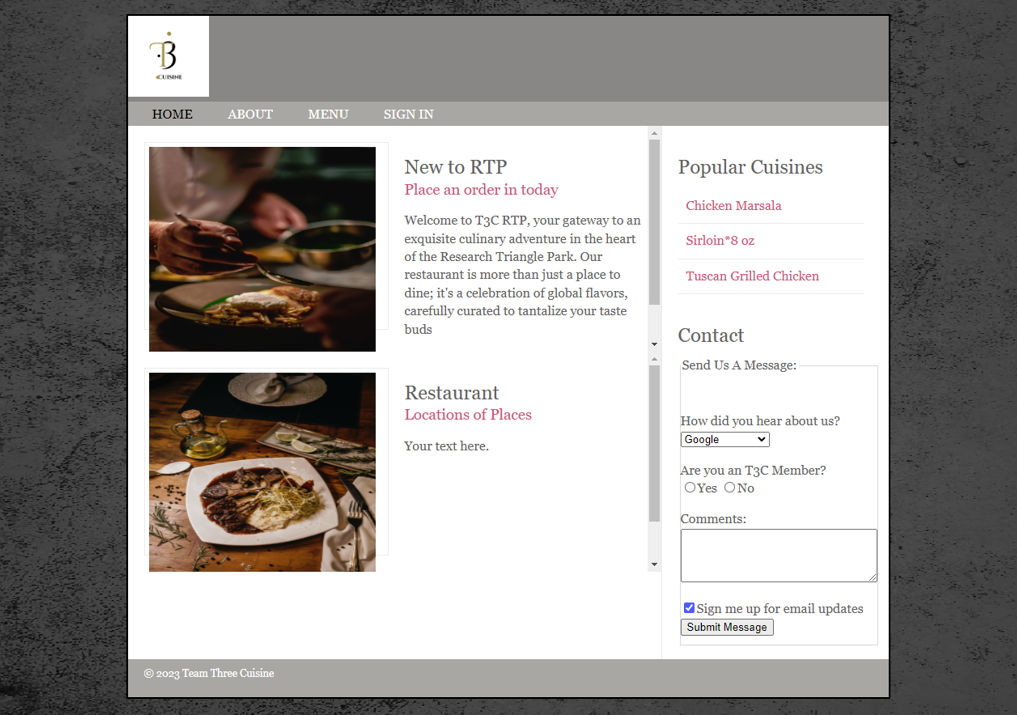 B
CUISINE
HOME ABOUT MENU SIGN IN
New to RTP
Place an order in today
Welcome to T3C RTP, your gateway to an
exquisite culinary adventure in the heart
of the Research Triangle Park. Our
restaurant is more than just a place to
dine; it's a celebration of global flavors,
carefully curated to tantalize your taste
buds
Restaurant
Locations of Places
Your text here.
Popular Cuisines
Chicken Marsala
Sirloin*8 oz
Tuscan Grilled Chicken
Contact
Send Us A Message:
How did you hear about us?
Google
Are you an T3C Member?
Yes No
Comments:
Sign me up for email updates
Submit Message
© 2023 Team Three Cuisine